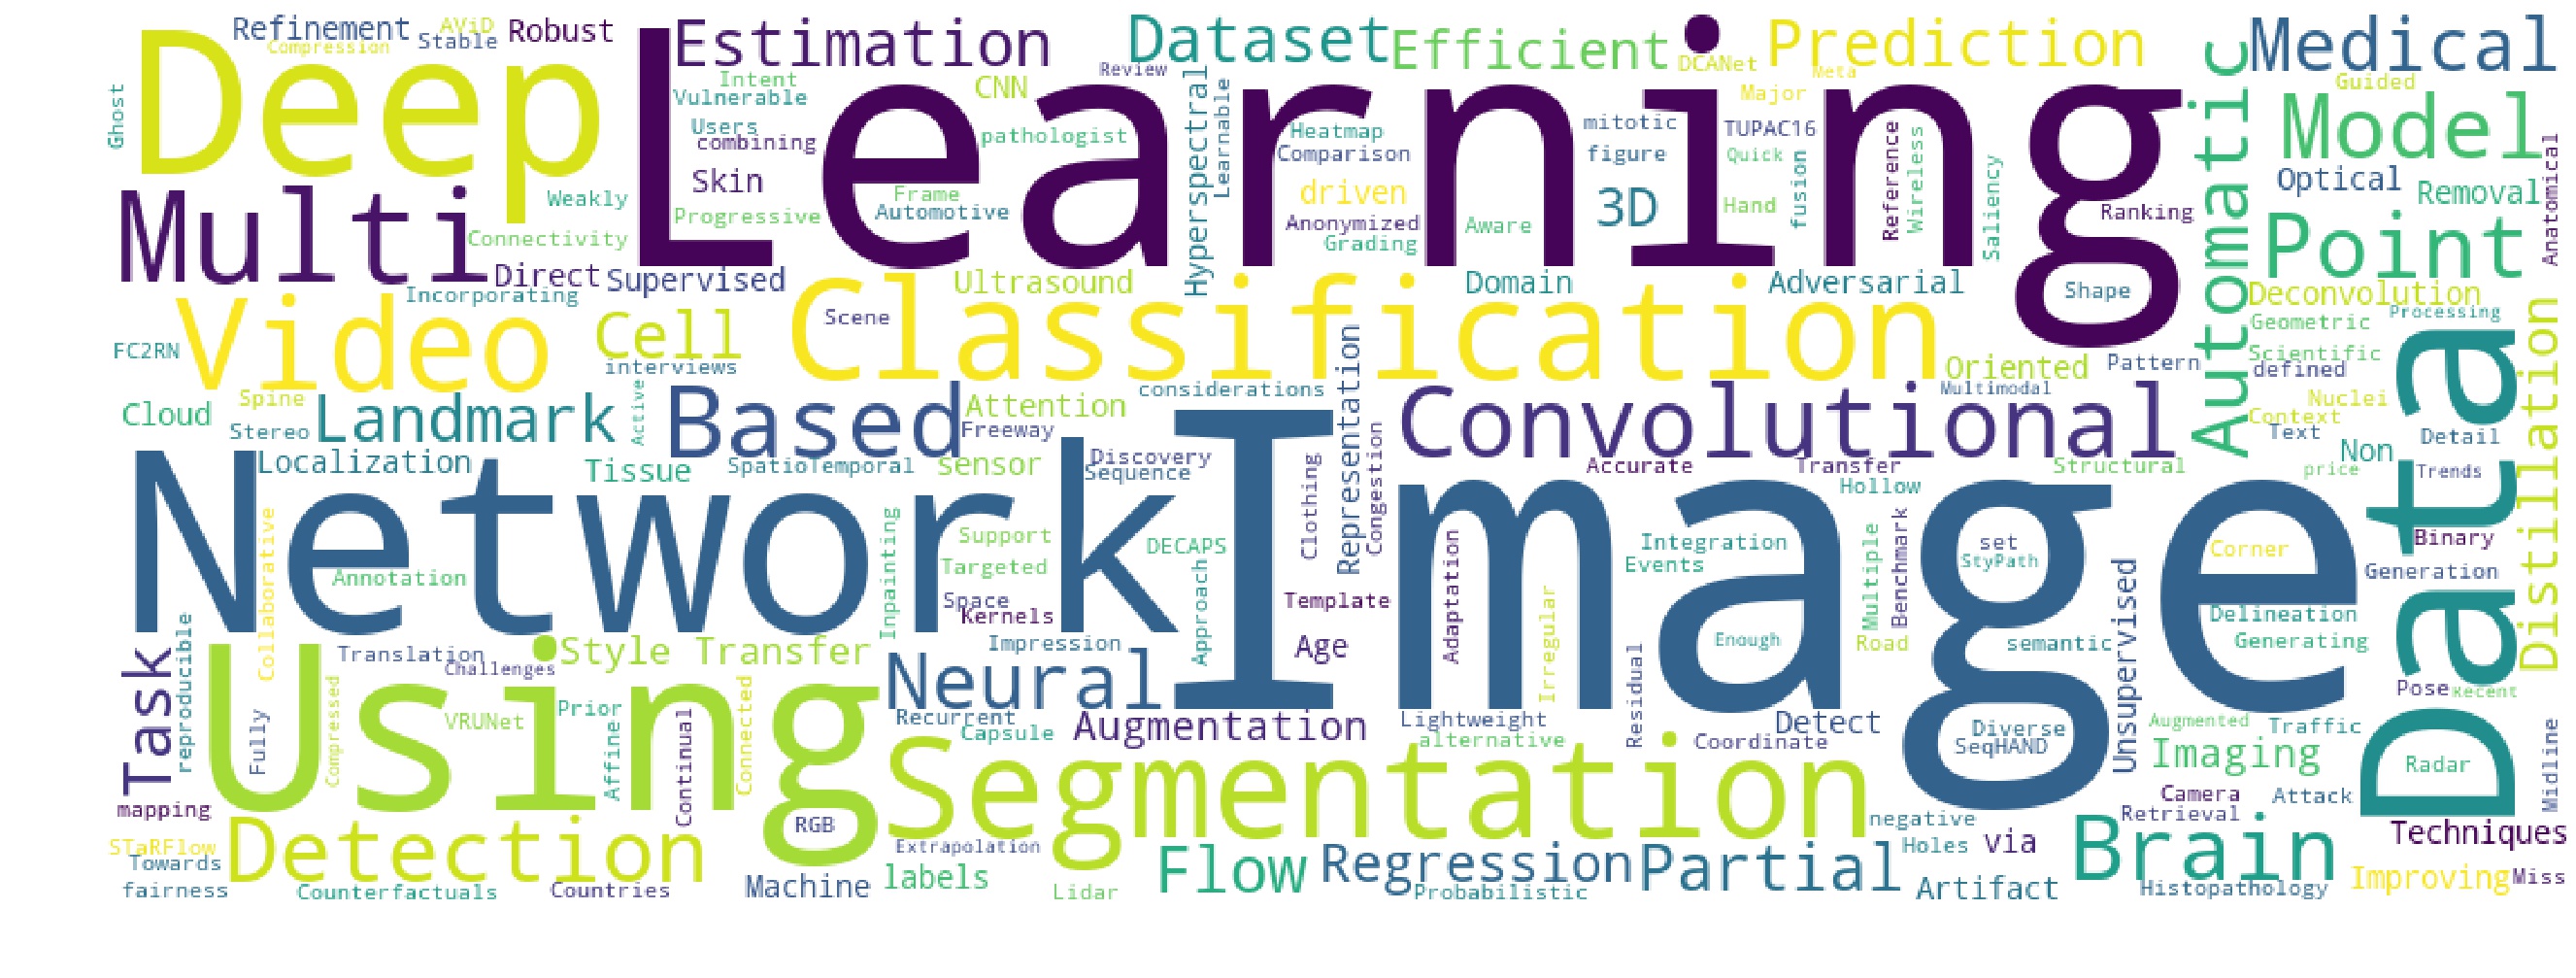 Refinement
AViD
Compression
Stable
Robust
Estimation
Dataset
Efficient
Prediction
Medical
Deep
Learning
Ghost
Intent
Vulnerable
CNN
Review
DCANet
Meta
Major
Guided
Model
Users
combining
pathologist
Hyperspectral
Learnable
Heatmap
Comparison
mitotic
figure
TUPAC16
Quick
Reference
Wireless
Automatic
Anatomical
Multi
Weakly
Skin
Progressive
Frame
Automotive
driven
Anonymized
Grading
Aware
3D
Hand
fusion
Saliency
Ranking
Optical
Removal
Point
Connectivity
Direct
Supervised
Incorporating
Ultrasound
Domain
Adversarial
Shape
Deconvolution
Processing
Video
Cell
Scene
Classification
Geometric
Scientific
defined
FC2RN
interviews
Representation
Oriented
Pattern
Data
Distillation
Cloud
Spine
Stereo
Landmark
Active
Based
Attention
considerations
Freeway
Convolutional
Multimodal
Nuclei
Context
Text
Non
Detail
Localization
Tissue
SpatioTemporal
sensor
Discovery
Sequence
Clothing
Congestion
Accurate
Transfer
Hollow
Structural
price
Trends
Network
Image
Collaborative
Annotation
Inpainting
Support
Targeted
Space
Kernels
DECAPS
Approach
Template
Adaptation
Irregular
Integration
Events
Multiple
Benchmark
set
StyPath
Corner
Binary
Generation
Unsupervised
Delineation
Generating
Task
reproducible
Translation
Challenges
Style Transfer
Impression
Neural
Age
Residual
Enough
Road
semantic
Pose
Recent
Using
Fully
Compressed
VRUNet
Prior
Affine
Continual
Connected
Recurrent
Capsule
Augmentation
Lightweight
alternative
Coordinate
Detect
Diverse
SeqHAND
Augmented
Traffic
Imaging
Radar
Midline
mapping
RGB
Segmentation
Camera
Retrieval
Attack
STaRFlow
Towards
fairness
Detection
Extrapolation
negative
Holes
via
Brain
Techniques
Counterfactuals
Countries
Machine
labels
Lidar
Flow
Regression
Probabilistic
Partial
Artifact
Histopathology
Improving
Miss